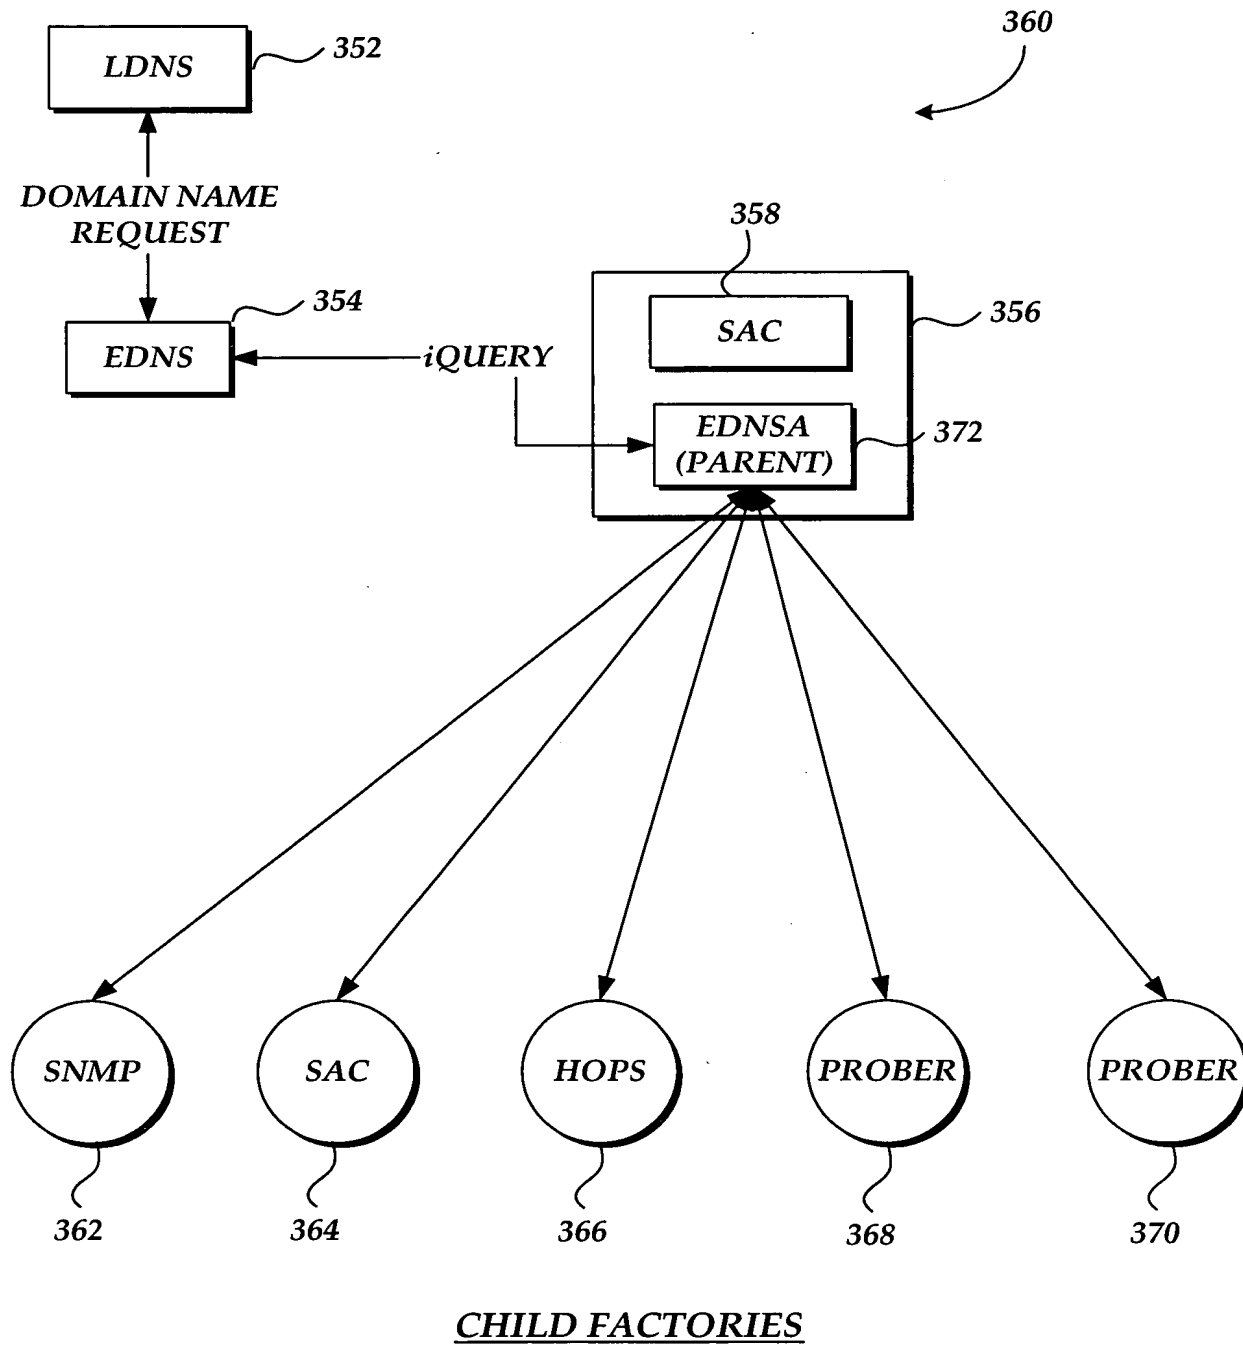 360
LDNS
352
DOMAIN NAME
REQUEST
358
354
SAC
356
EDNS
iQUERY
EDNSA
(PARENT)
372
SNMP
SAC
HOPS
PROBER
PROBER
362
364
366
368
370
CHILD FACTORIES